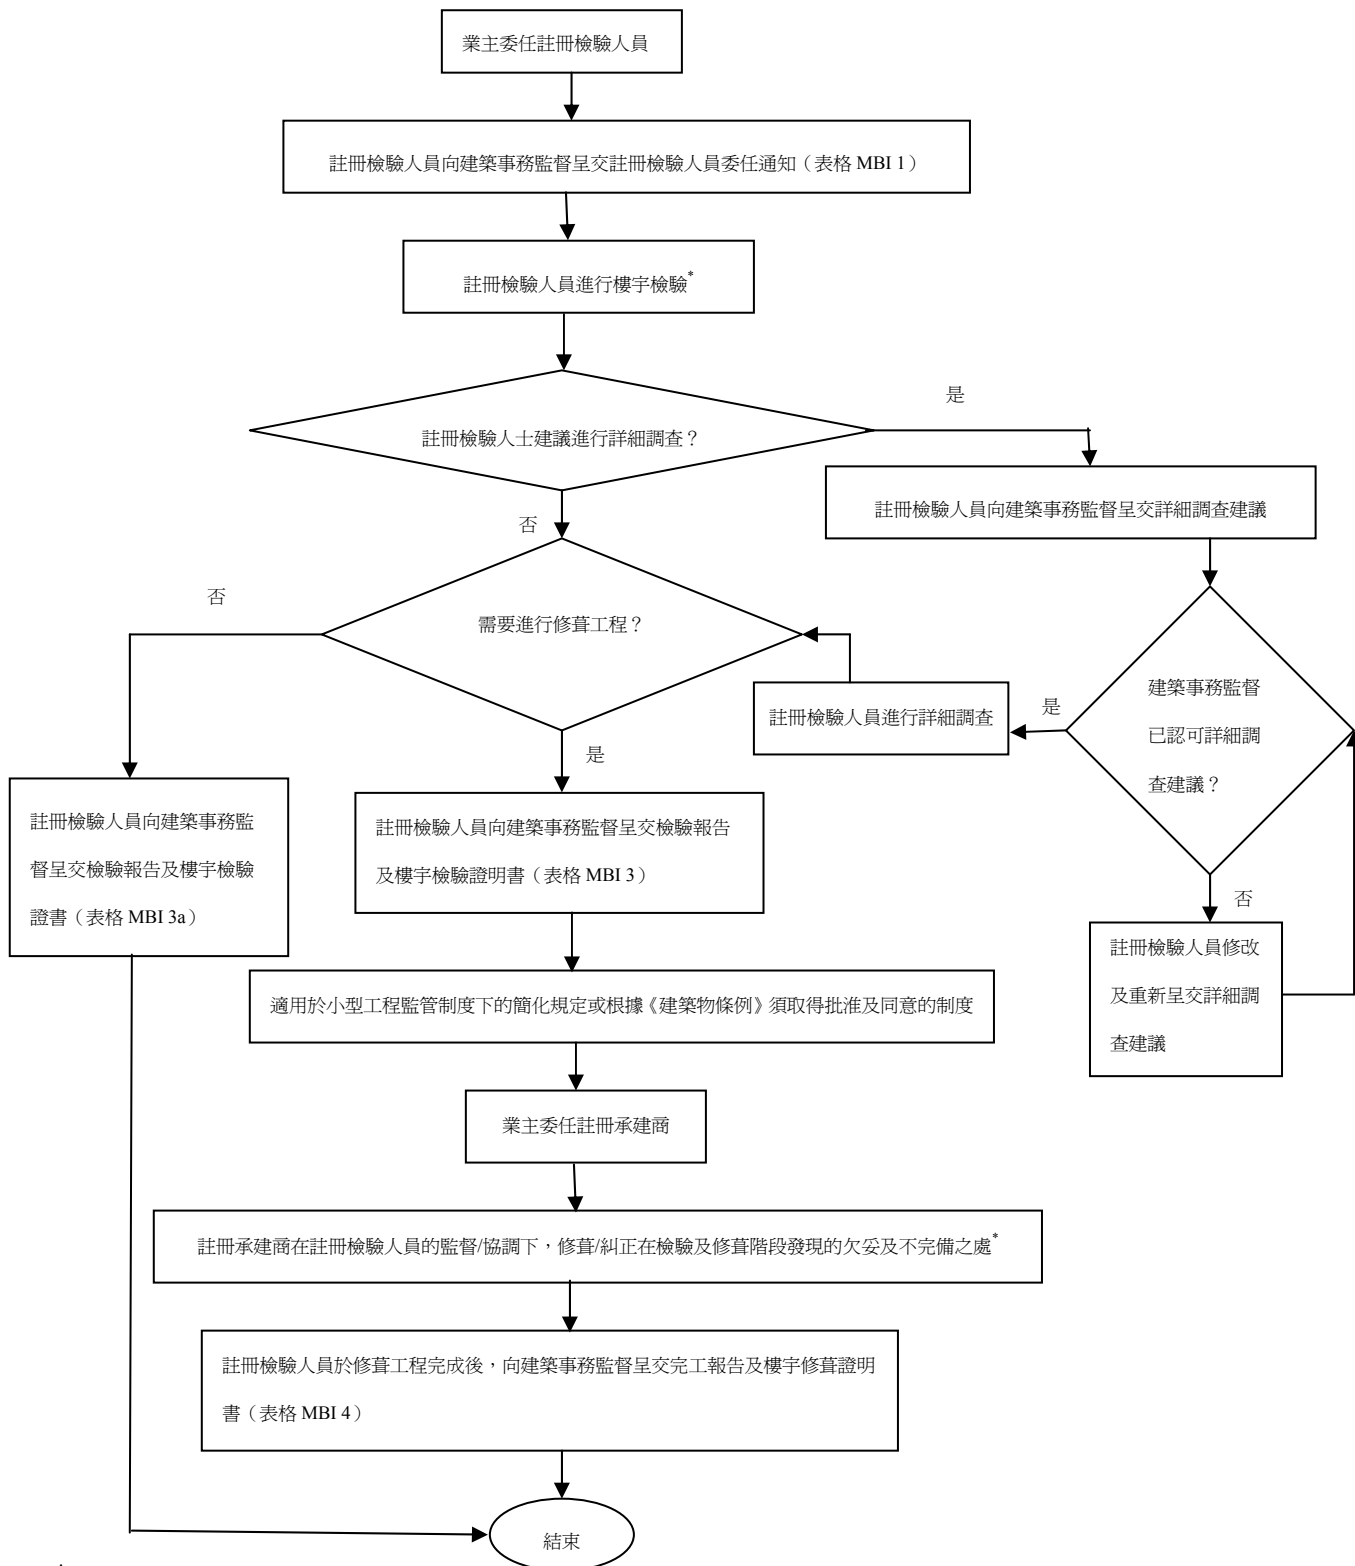 業主委任註冊檢驗人員
註冊檢驗人員向建築事務監督呈交註冊檢驗人員委任通知（表格 MBI 1）
註冊檢驗人員進行樓宇檢驗*
是
註冊檢驗人士建議進行詳細調查？
註冊檢驗人員向建築事務監督呈交詳細調查建議
否
否
需要進行修葺工程？
建築事務監督
已認可詳細調
查建議？
是
註冊檢驗人員進行詳細調查
是
註冊檢驗人員向建築事務監
督呈交檢驗報告及樓宇檢驗
證書（表格 MBI 3a）
註冊檢驗人員向建築事務監督呈交檢驗報告
及樓宇檢驗證明書（表格 MBI 3）
否
註冊檢驗人員修改
及重新呈交詳細調
查建議
適用於小型工程監管制度下的簡化規定或根據《建築物條例》須取得批准及同意的制度
業主委任註冊承建商
註冊承建商在註冊檢驗人員的監督/協調下，修葺/糾正在檢驗及修葺階段發現的欠妥及不完備之處*
註冊檢驗人員於修葺工程完成後，向建築事務監督呈交完工報告及樓宇修葺證明
書（表格 MBI 4）
結束